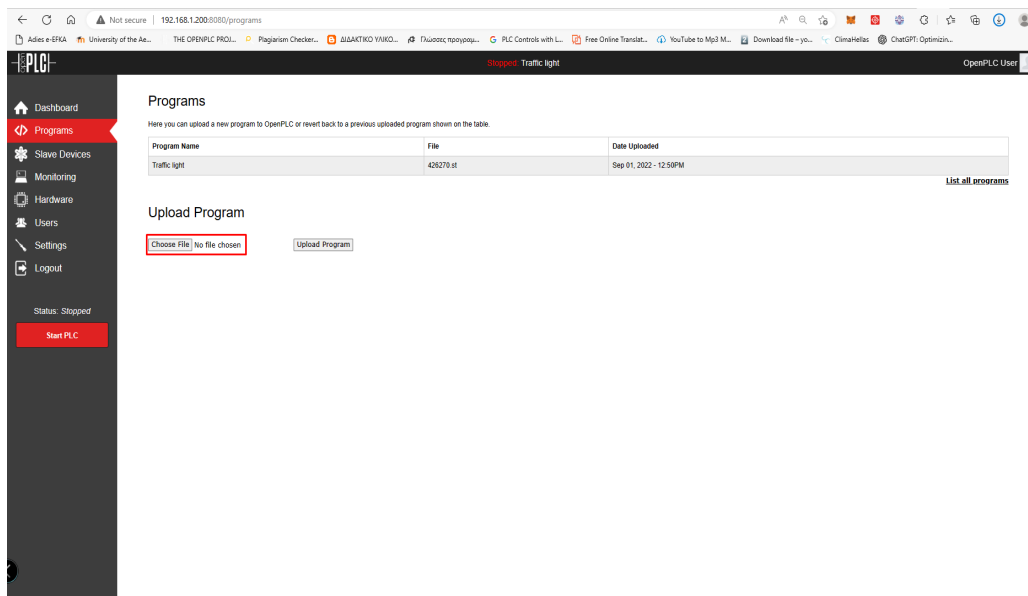 Not secure 192.168.1.200:8080/programs
Adies e-EFKA University of the Ae... THE OPENPLC PROJ... Plagiarism Checker... ΔΙΔΑΚΤΙΚΟ ΥΛΙΚΟ... Γλώσσες προγραμ... PLC Controls with L... Free Online Translat... YouTube to Mp3 M... Download file – yo... ClimaHellas ChatGPT: Optimizin...
PLC Stopped: Traffic light OpenPLC User
Dashboard
Programs
Slave Devices
Monitoring
Hardware
Users
Settings
Logout
Status: Stopped
Start PLC
Programs
Here you can upload a new program to OpenPLC or revert back to a previous uploaded program shown on the table.
Program Name File Date Uploaded
Traffic light 426270.st Sep 01, 2022 - 12:50PM
List all programs
Upload Program
Choose File No file chosen Upload Program